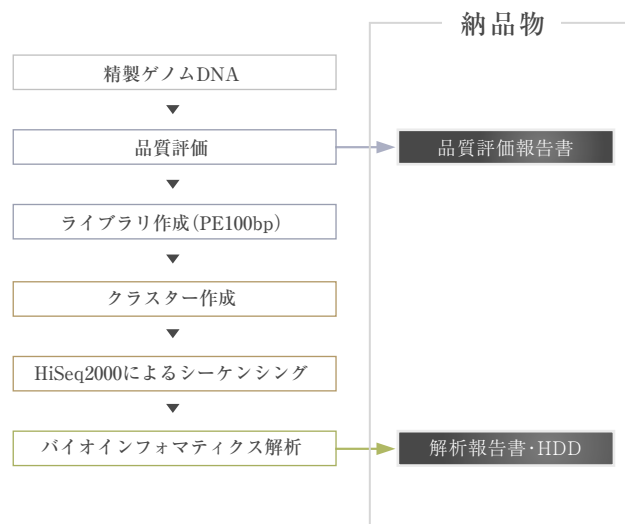 納品物
精製ゲノムDNA
▼
品質評価
品質評価報告書
▼
ライブラリ作成(PE100bp)
▼
クラスター作成
▼
HiSeq2000によるシーケンシング
▼
バイオインフォマティクス解析
解析報告書・HDD